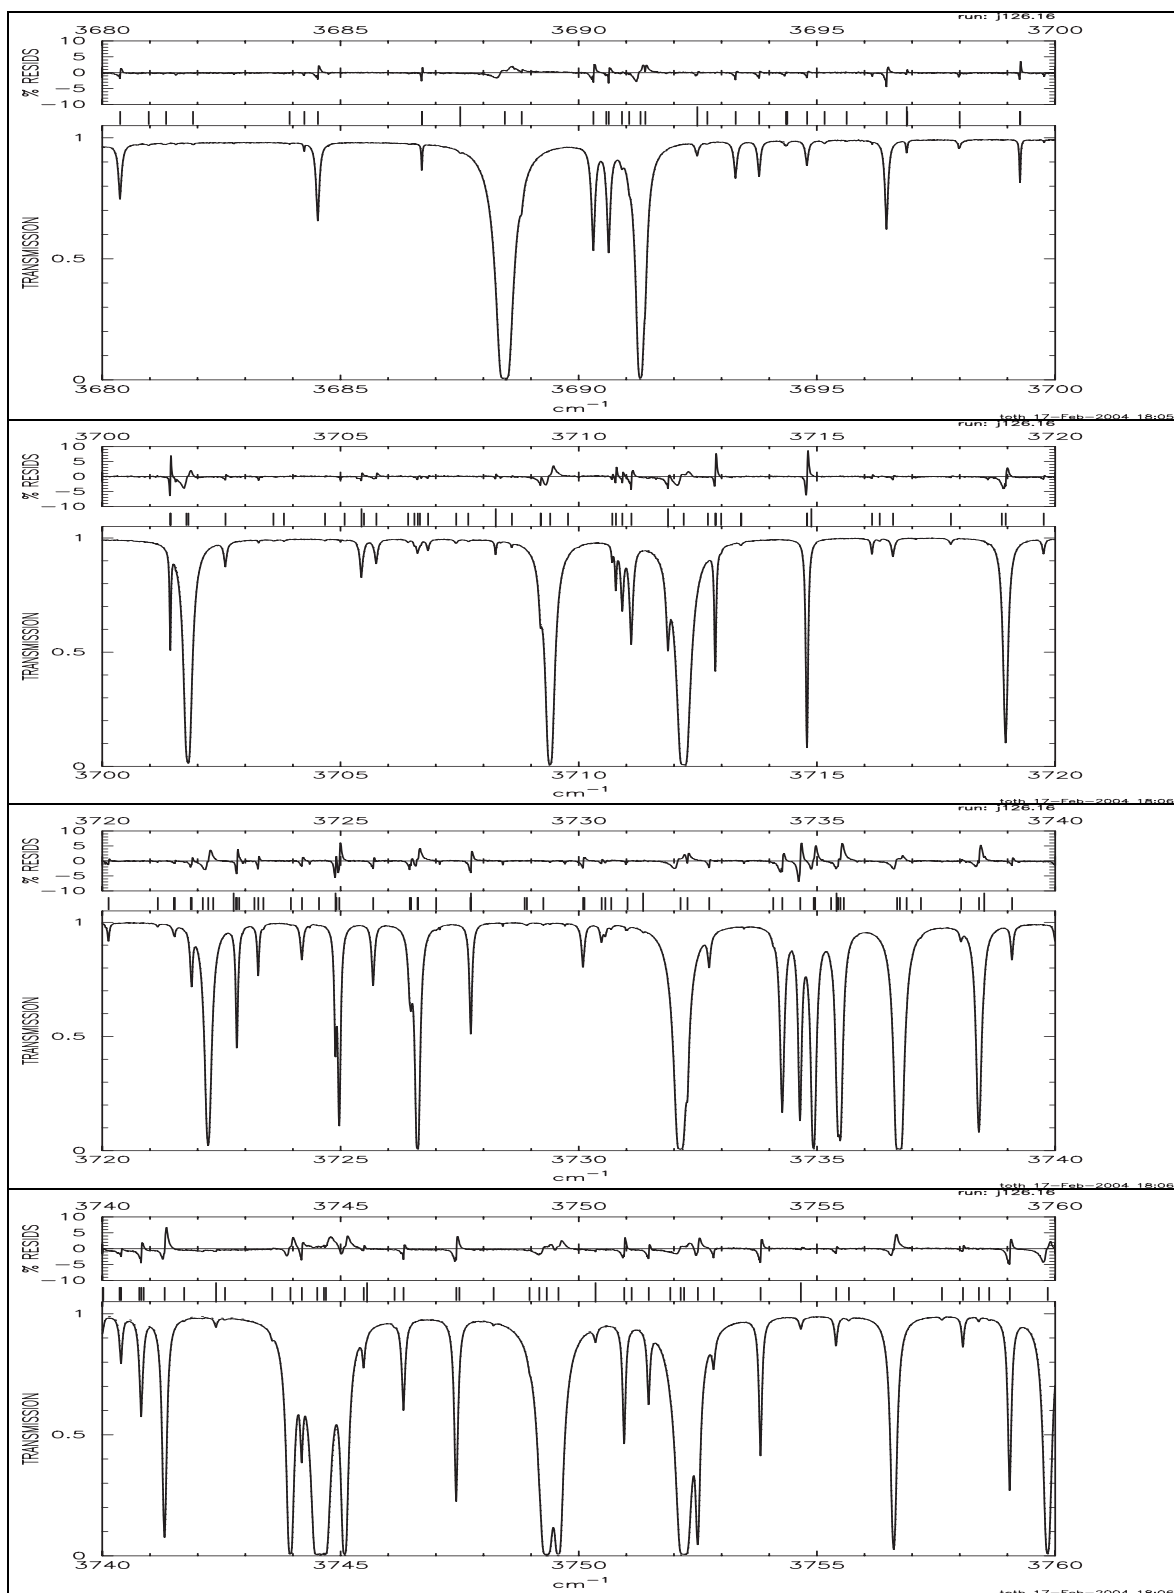 run: j126.16
3680 3685 3690 3695 3700
% RESIDS
10
5
0
−5
−10
TRANSMISSION
1
0.5
0
3680 3685 3690 3695 3700
cm−1
toth 17−Feb−2004 18:05
run: j126.16
3700 3705 3710 3715 3720
% RESIDS
10
5
0
−5
−10
TRANSMISSION
1
0.5
0
3700 3705 3710 3715 3720
cm−1
toth 17−Feb−2004 18:06
run: j126.16
3720 3725 3730 3735 3740
% RESIDS
10
5
0
−5
−10
TRANSMISSION
1
0.5
0
3720 3725 3730 3735 3740
cm−1
toth 17−Feb−2004 18:06
run: j126.16
3740 3745 3750 3755 3760
% RESIDS
10
5
0
−5
−10
TRANSMISSION
1
0.5
0
3740 3745 3750 3755 3760
cm−1
toth 17−Feb−2004 18:06